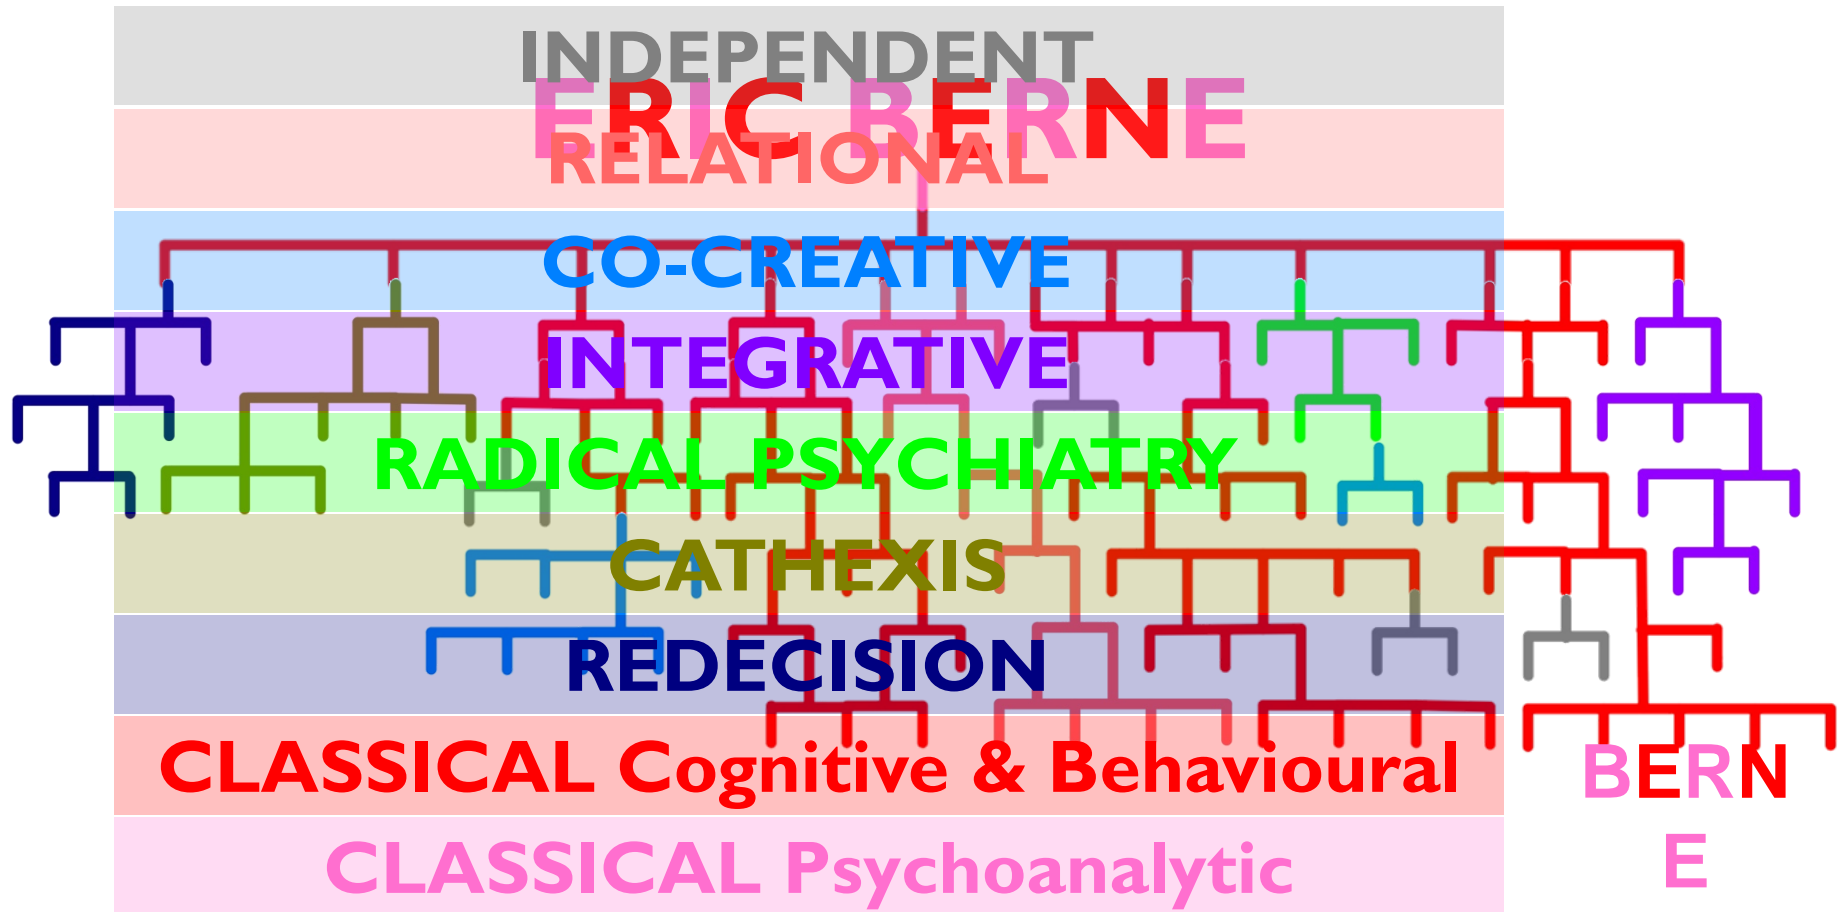 INDEPENDENT
ERIC BERNE
RELATIONAL
CO-CREATIVE
INTEGRATIVE
RADICAL PSYCHIATRY
CATHEXIS
REDECISION
CLASSICAL Cognitive & Behavioural
BERN
E
CLASSICAL Psychoanalytic